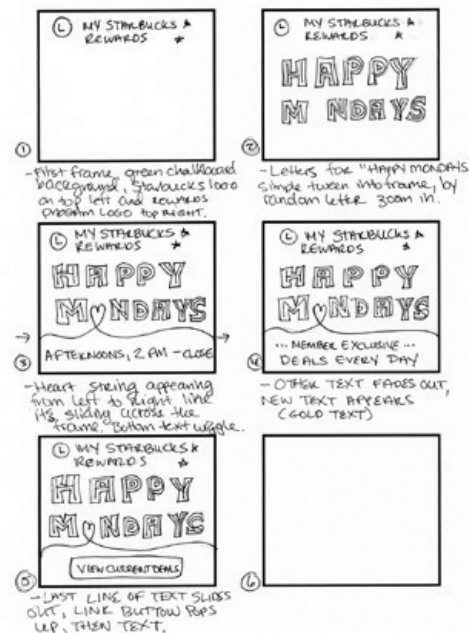 L MY STARBUCKS
REWARDS
1
-First frame, green chalkboard
background, Starbucks logo
on top left and rewards
program logo top right.
L MY STARBUCKS
REWARDS
HAPPY
M NDAYS
2
-Letters for "HAPPY MONDAYS
simple tween into frame, by
random letter zoom in.
L MY STARBUCKS
REWARDS
HAPPY
M NDAYS
AFTERNOONS, 2 PM - CLOSE
3
-Heart string appearing
from left to right like
its sliding across the
frame. Bottom text wiggle.
L MY STARBUCKS
REWARDS
HAPPY
M NDAYS
... MEMBER EXCLUSIVE ...
DEALS EVERY DAY
4
- OTHER TEXT FADES OUT,
NEW TEXT APPEARS
(GOLD TEXT)
L MY STARBUCKS
REWARDS
HAPPY
M NDAYS
VIEW CURRENT DEALS
5
-LAST LINE OF TEXT SLIDES
OUT, LINK BUTTON POPS
UP, THEN TEXT.
6